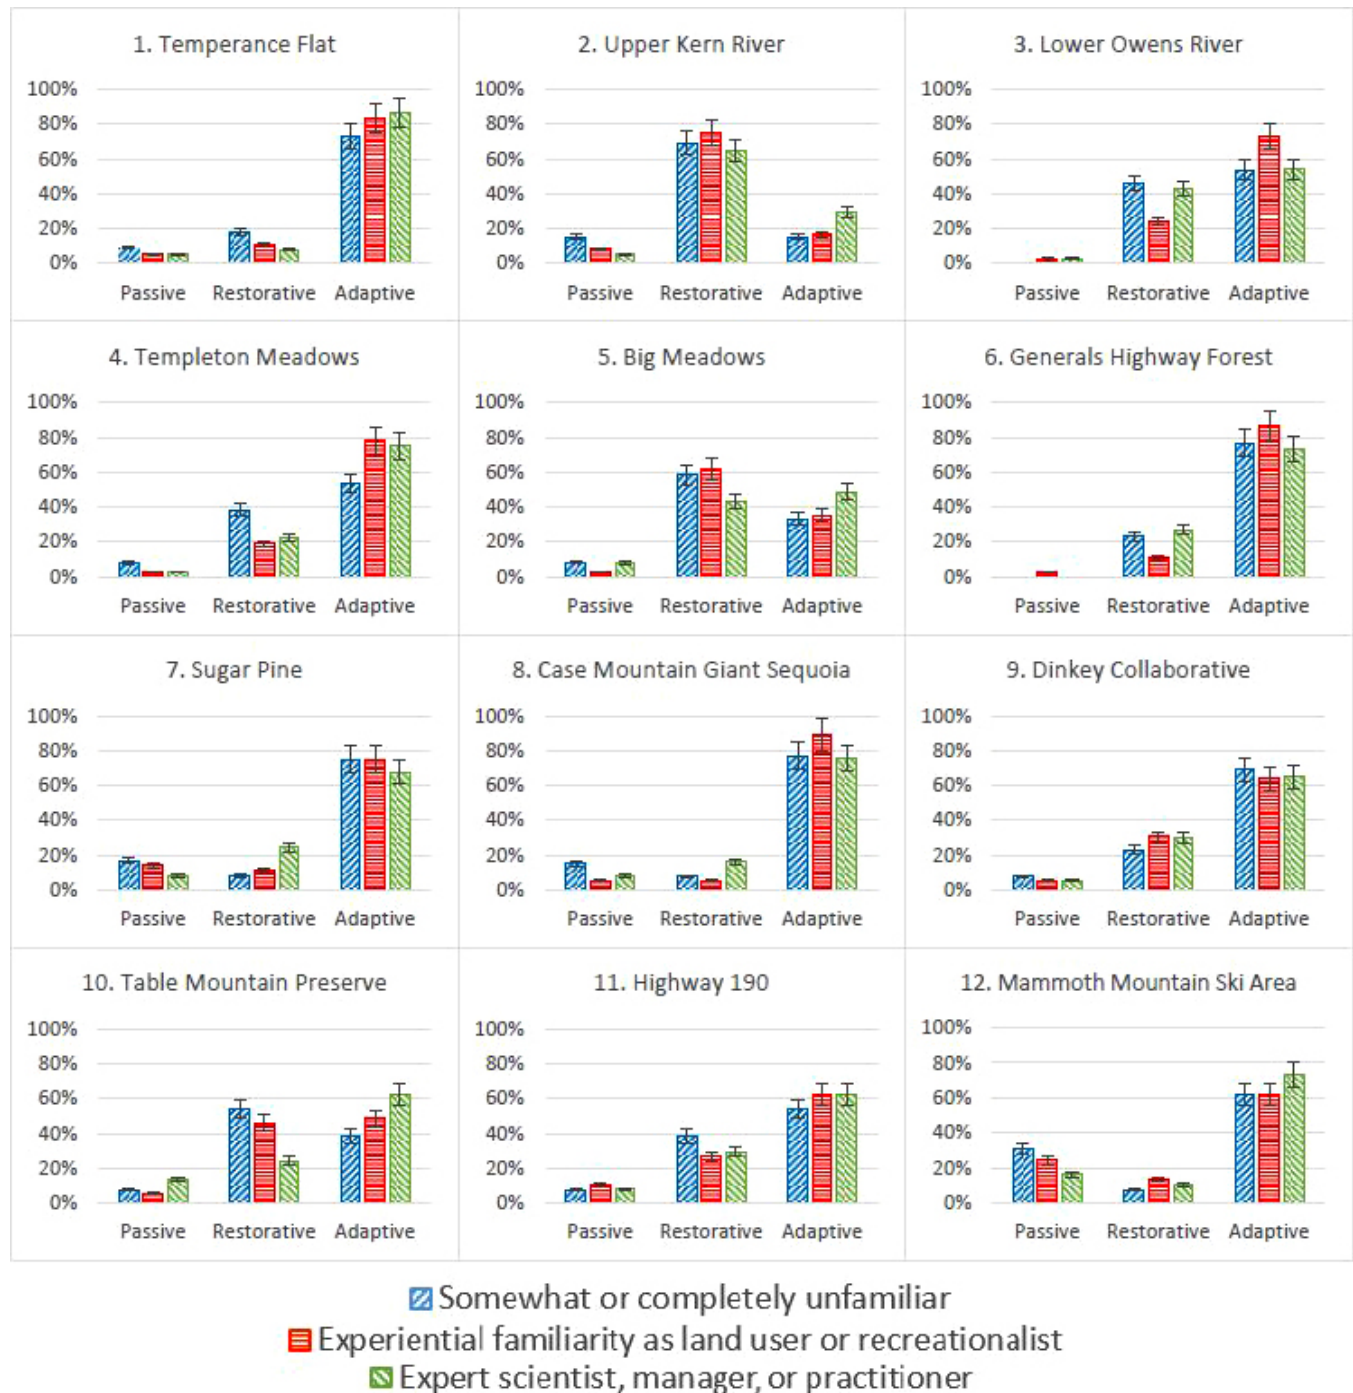 1. Temperance Flat
100%
80%
60%
40%
20%
0%
Passive Restorative Adaptive
2. Upper Kern River
100%
80%
60%
40%
20%
0%
Passive Restorative Adaptive
3. Lower Owens River
100%
80%
60%
40%
20%
0%
Passive Restorative Adaptive
4. Templeton Meadows
100%
80%
60%
40%
20%
0%
Passive Restorative Adaptive
5. Big Meadows
100%
80%
60%
40%
20%
0%
Passive Restorative Adaptive
6. Generals Highway Forest
100%
80%
60%
40%
20%
0%
Passive Restorative Adaptive
7. Sugar Pine
100%
80%
60%
40%
20%
0%
Passive Restorative Adaptive
8. Case Mountain Giant Sequoia
100%
80%
60%
40%
20%
0%
Passive Restorative Adaptive
9. Dinkey Collaborative
100%
80%
60%
40%
20%
0%
Passive Restorative Adaptive
10. Table Mountain Preserve
100%
80%
60%
40%
20%
0%
Passive Restorative Adaptive
11. Highway 190
100%
80%
60%
40%
20%
0%
Passive Restorative Adaptive
12. Mammoth Mountain Ski Area
100%
80%
60%
40%
20%
0%
Passive Restorative Adaptive
Somewhat or completely unfamiliar
Experiential familiarity as land user or recreationalist
Expert scientist, manager, or practitioner